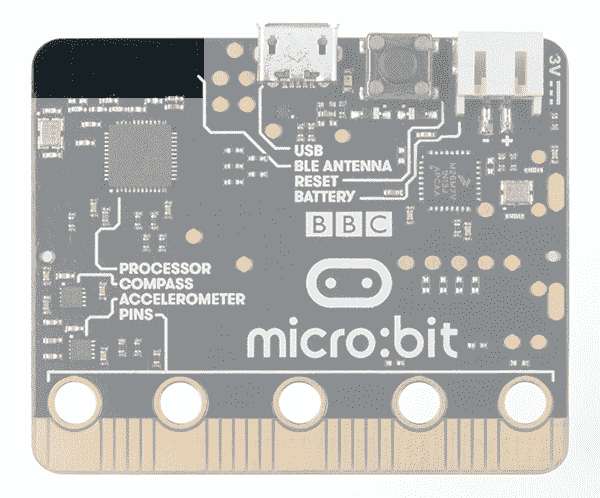 3V
USB
BLE ANTENNA
RESET
BATTERY
- +
BBC
PROCESSOR
COMPASS
ACCELEROMETER
PINS
micro:bit